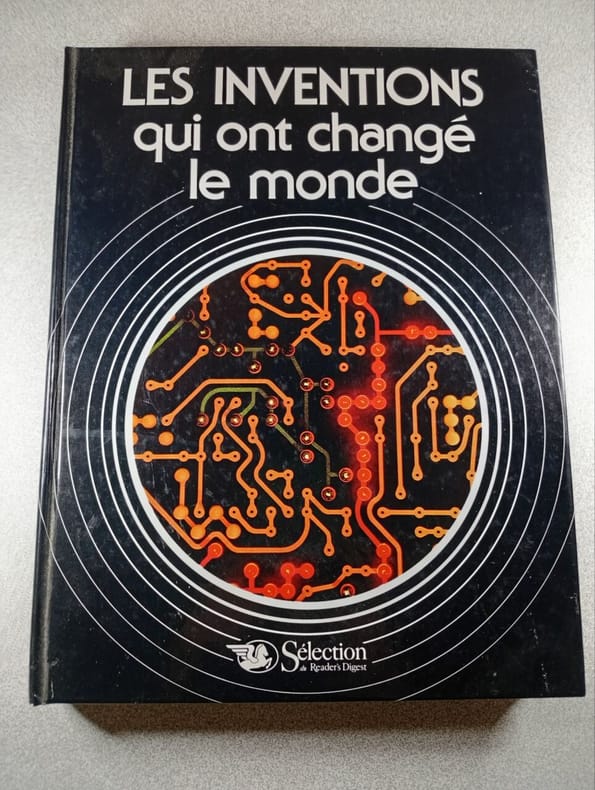 LES INVENTIONS
qui ont changé
le monde
Sélection
du Reader's Digest